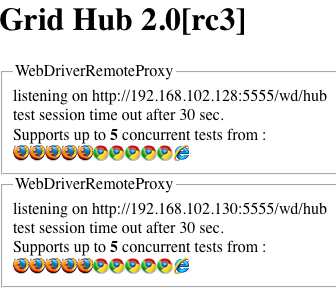 Grid Hub 2.0[rc3]
WebDriverRemoteProxy
listening on http://192.168.102.128:5555/wd/hub
test session time out after 30 sec.
Supports up to 5 concurrent tests from :
WebDriverRemoteProxy
listening on http://192.168.102.130:5555/wd/hub
test session time out after 30 sec.
Supports up to 5 concurrent tests from :